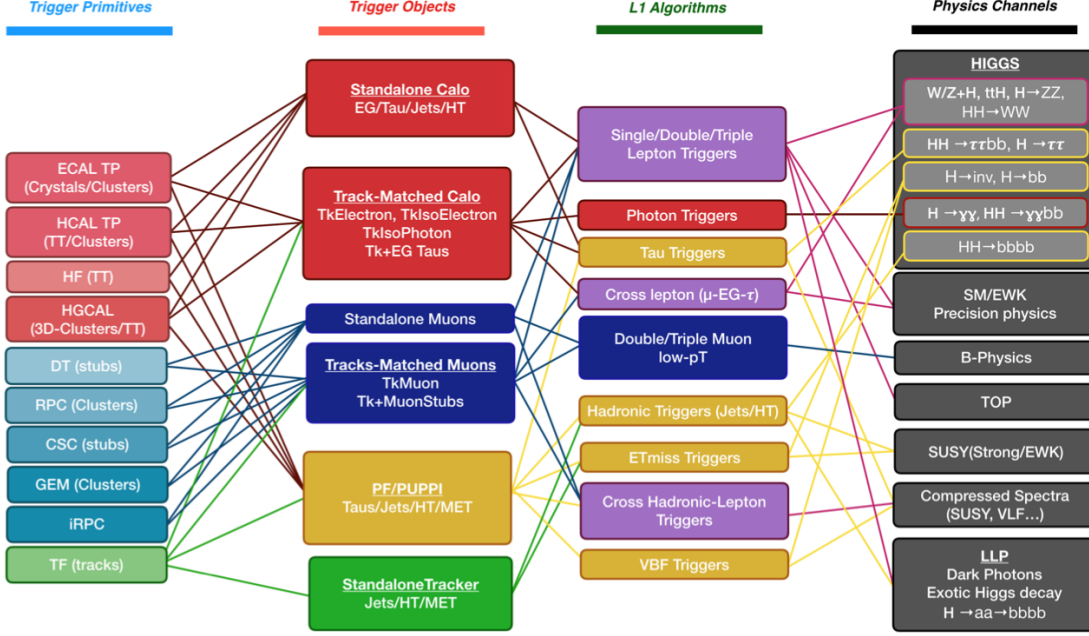 Trigger Primitives
Trigger Objects
L1 Algorithms
Physics Channels
ECAL TP
(Crystals/Clusters)
HCAL TP
(TT/Clusters)
HF (TT)
HGCAL
(3D-Clusters/TT)
DT (stubs)
RPC (Clusters)
CSC (stubs)
GEM (Clusters)
iRPC
TF (tracks)
Standalone Calo
EG/Tau/Jets/HT
Track-Matched Calo
TkElectron, TkIsoElectron
TkIsoPhoton
Tk+EG Taus
Standalone Muons
Tracks-Matched Muons
TkMuon
Tk+MuonStubs
PF/PUPPI
Taus/Jets/HT/MET
StandaloneTracker
Jets/HT/MET
Single/Double/Triple
Lepton Triggers
Photon Triggers
Tau Triggers
Cross lepton (μ-EG-τ)
Double/Triple Muon
low-pT
Hadronic Triggers (Jets/HT)
ETmiss Triggers
Cross Hadronic-Lepton
Triggers
VBF Triggers
HIGGS
W/Z+H, ttH, H→ZZ,
HH→WW
HH →ττbb, H →ττ
H→inv, H→bb
H →ɣɣ, HH →ɣɣbb
HH→bbbb
SM/EWK
Precision physics
B-Physics
TOP
SUSY(Strong/EWK)
Compressed Spectra
(SUSY, VLF...)
LLP
Dark Photons
Exotic Higgs decay
H →aa→bbbb